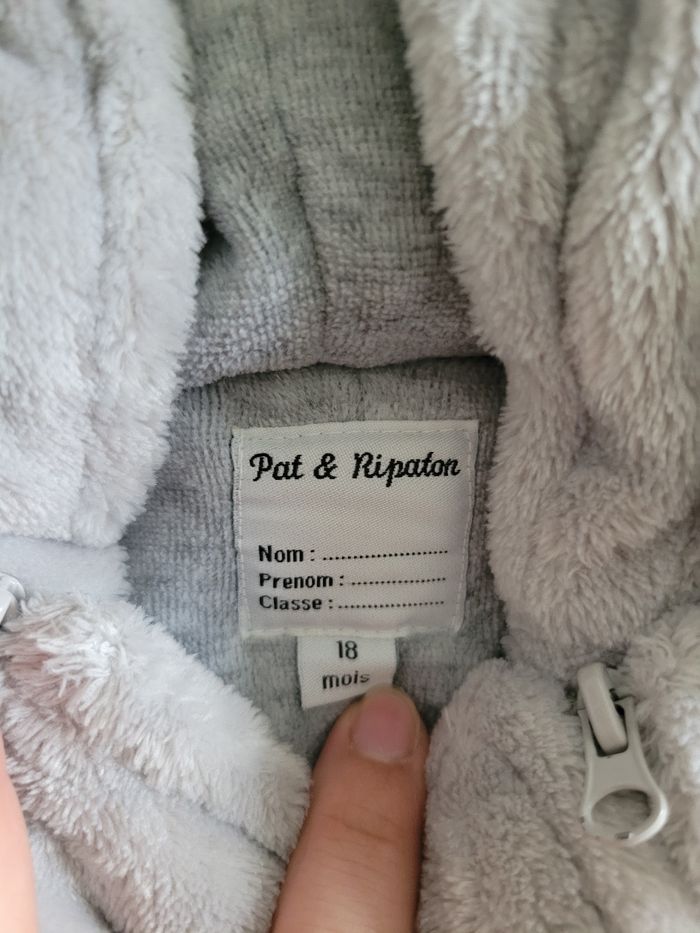 Pat & Ripaton
Nom : ......................
Prenom : .................
Classe : ...................
18
mois